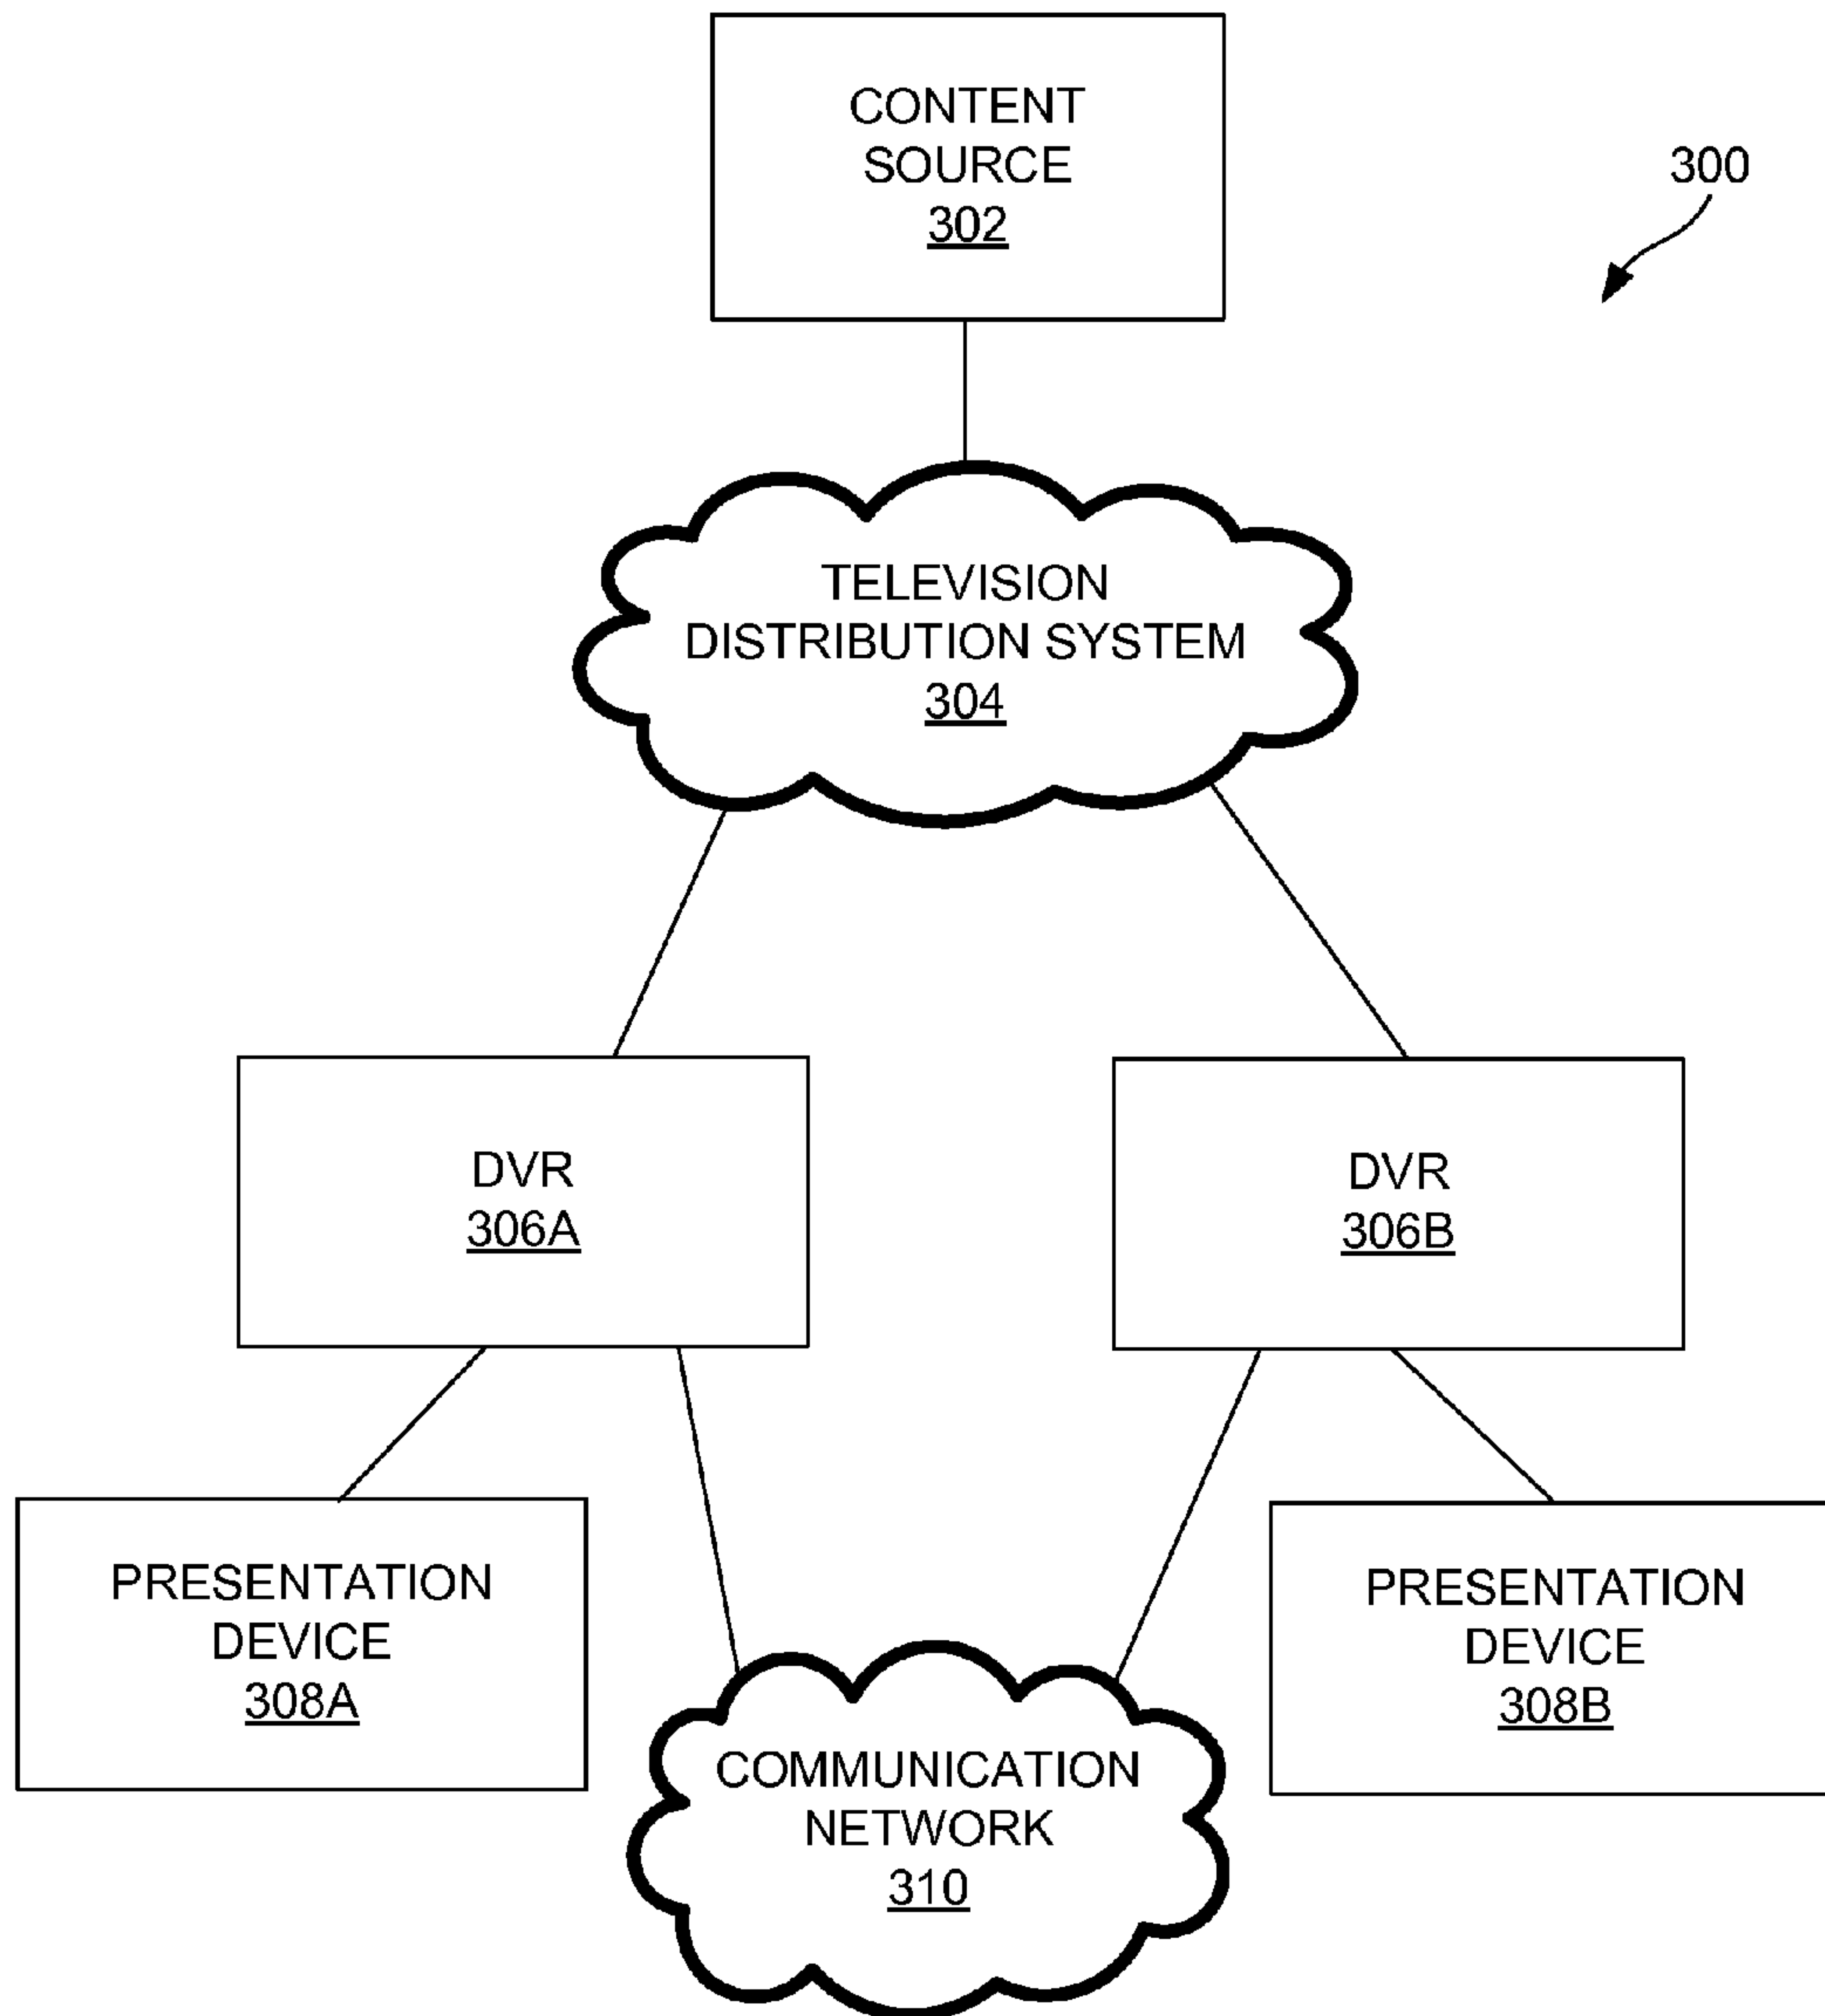 CONTENT
SOURCE
302
300
TELEVISION
DISTRIBUTION SYSTEM
304
DVR
306A
DVR
306B
PRESENTATION
DEVICE
308A
PRESENTATION
DEVICE
308B
COMMUNICATION
NETWORK
310